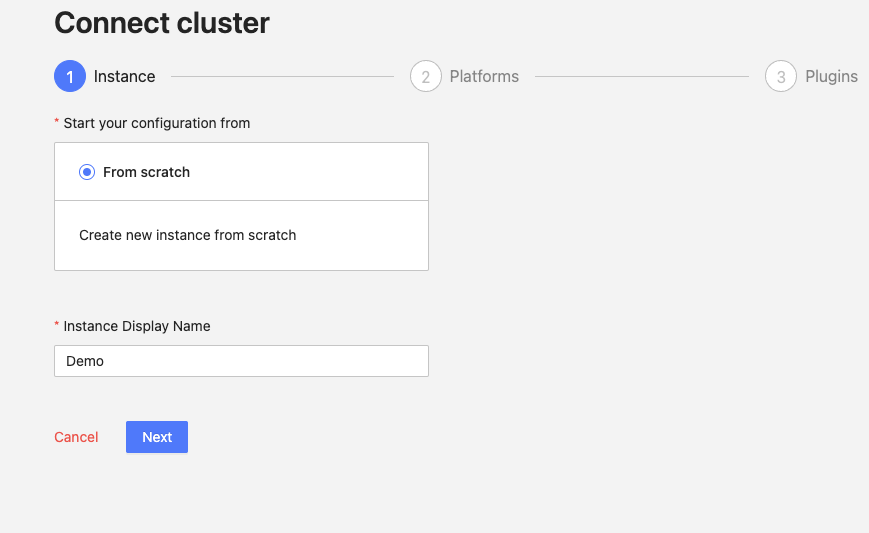 Connect cluster
1 Instance 2 Platforms 3 Plugins
* Start your configuration from
From scratch
Create new instance from scratch
* Instance Display Name
Demo
Cancel Next